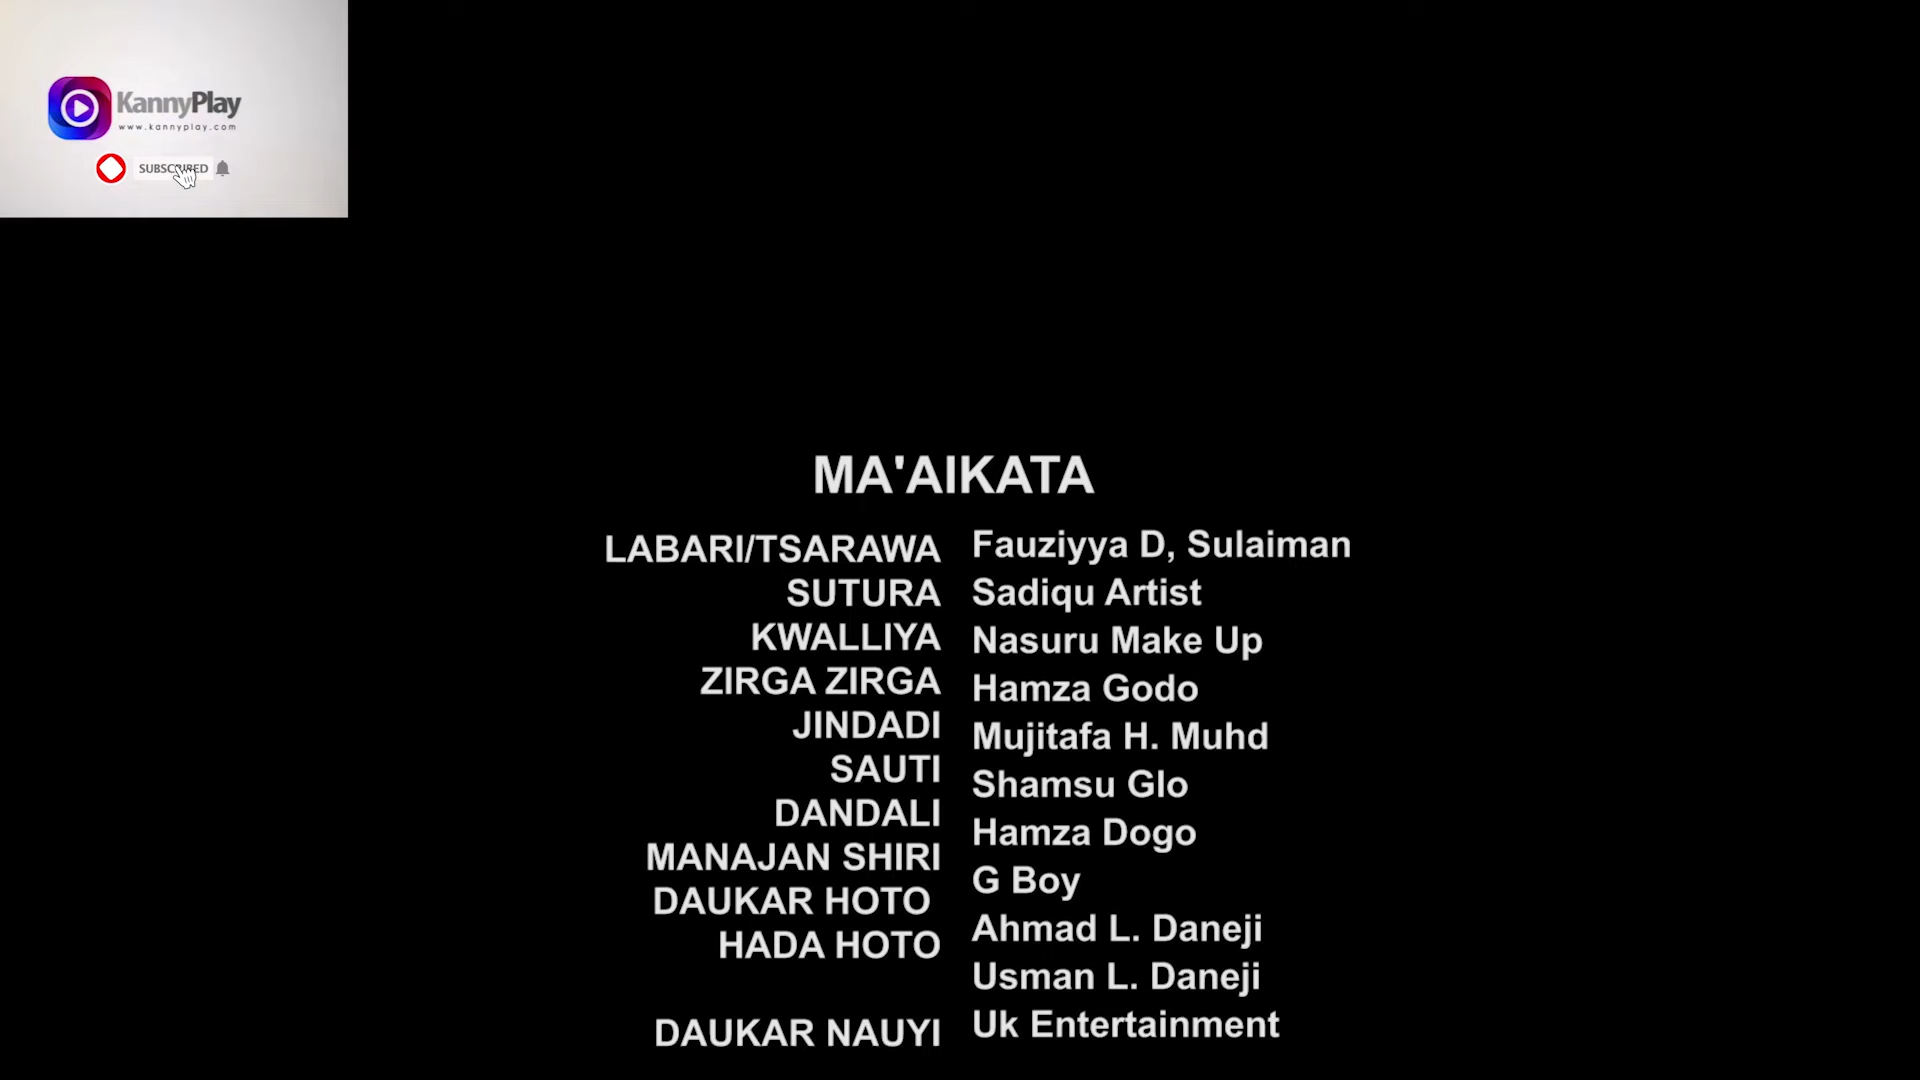 KannyPlay
www.kannyplay.com
SUBSCRIBED
MA'AIKATA
LABARI/TSARAWA Fauziyya D, Sulaiman
SUTURA Sadiqu Artist
KWALLIYA Nasuru Make Up
ZIRGA ZIRGA Hamza Godo
JINDADI Mujitafa H. Muhd
SAUTI Shamsu Glo
DANDALI Hamza Dogo
MANAJAN SHIRI G Boy
DAUKAR HOTO Ahmad L. Daneji
HADA HOTO Usman L. Daneji
DAUKAR NAUYI Uk Entertainment